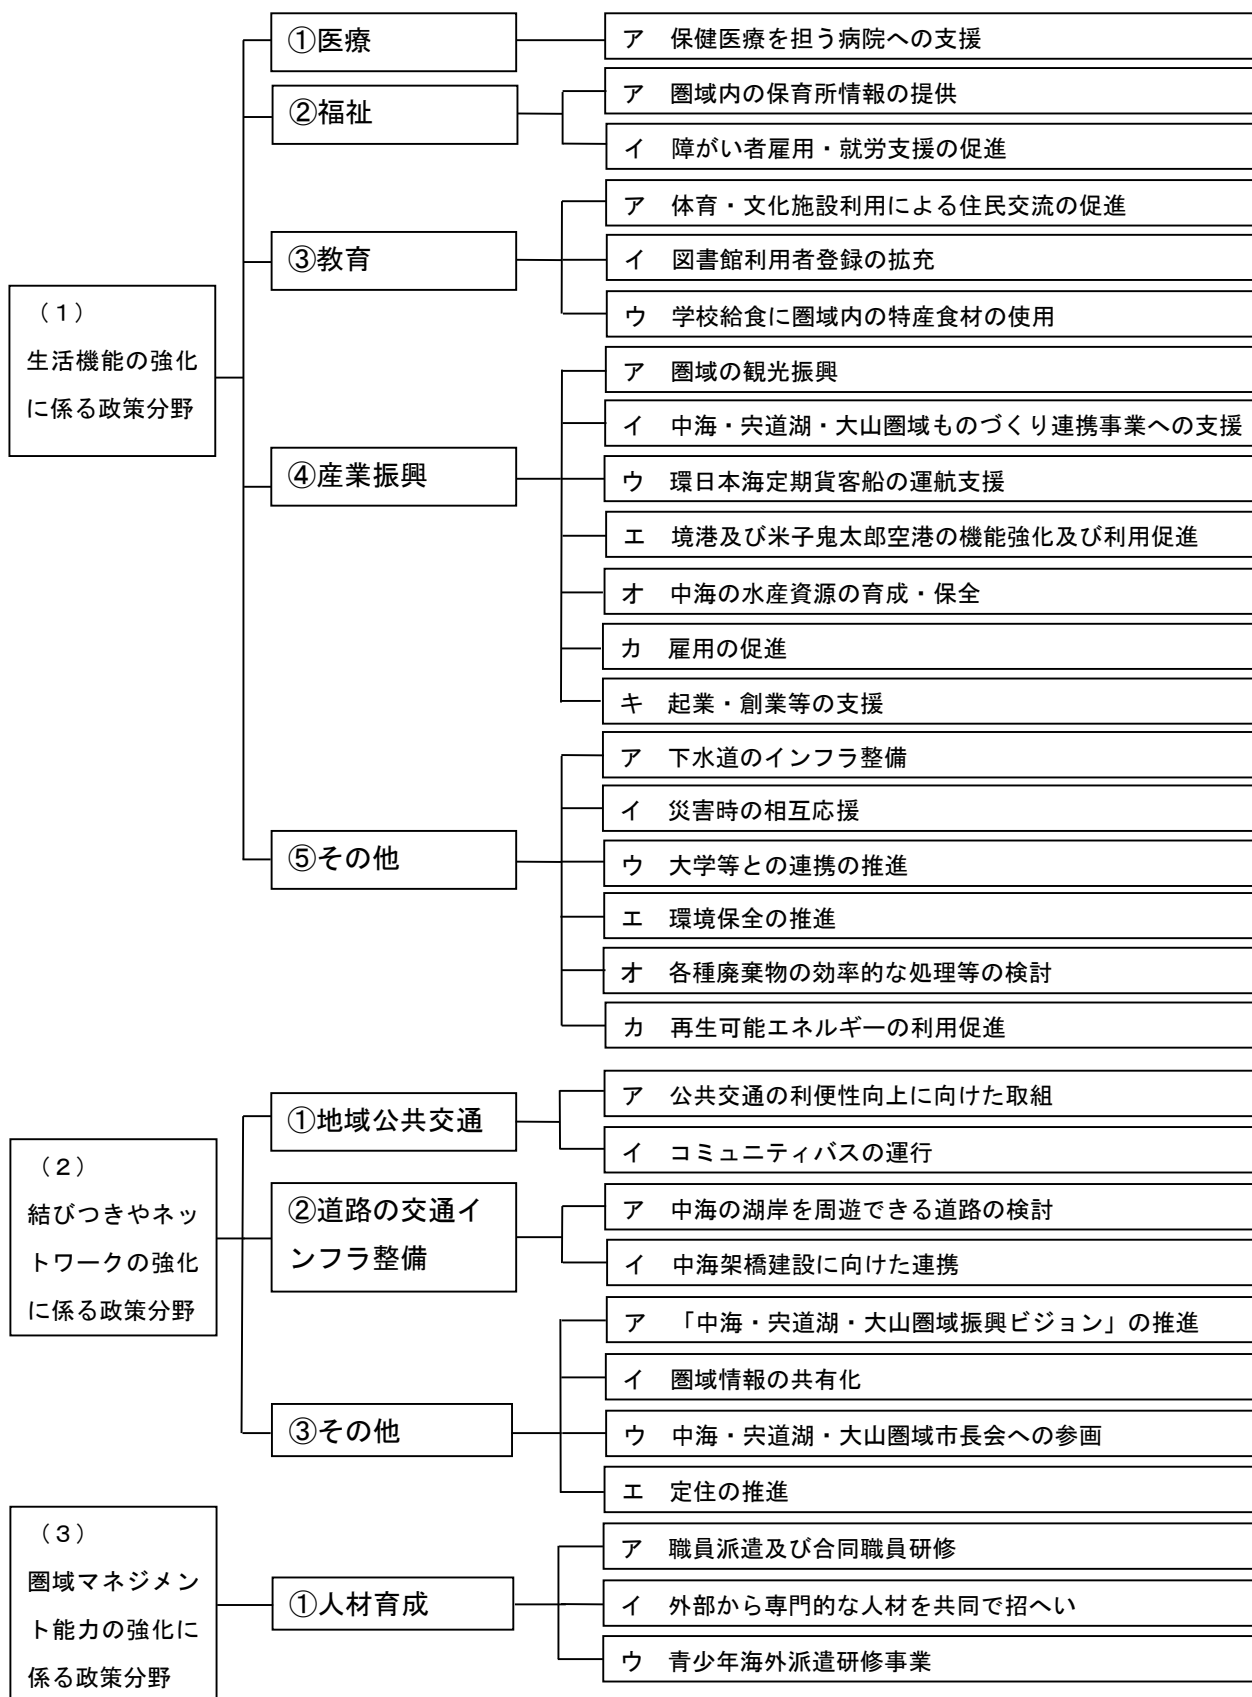 （１）
生活機能の強化
に係る政策分野
①医療
ア　保健医療を担う病院への支援
②福祉
ア　圏域内の保育所情報の提供
イ　障がい者雇用・就労支援の促進
③教育
ア　体育・文化施設利用による住民交流の促進
イ　図書館利用者登録の拡充
ウ　学校給食に圏域内の特産食材の使用
④産業振興
ア　圏域の観光振興
イ　中海・宍道湖・大山圏域ものづくり連携事業への支援
ウ　環日本海定期貨客船の運航支援
エ　境港及び米子鬼太郎空港の機能強化及び利用促進
オ　中海の水産資源の育成・保全
カ　雇用の促進
キ　起業・創業等の支援
⑤その他
ア　下水道のインフラ整備
イ　災害時の相互応援
ウ　大学等との連携の推進
エ　環境保全の推進
オ　各種廃棄物の効率的な処理等の検討
カ　再生可能エネルギーの利用促進
（２）
結びつきやネッ
トワークの強化
に係る政策分野
①地域公共交通
ア　公共交通の利便性向上に向けた取組
イ　コミュニティバスの運行
②道路の交通イ
ンフラ整備
ア　中海の湖岸を周遊できる道路の検討
イ　中海架橋建設に向けた連携
③その他
ア　「中海・宍道湖・大山圏域振興ビジョン」の推進
イ　圏域情報の共有化
ウ　中海・宍道湖・大山圏域市長会への参画
エ　定住の推進
（３）
圏域マネジメン
ト能力の強化に
係る政策分野
①人材育成
ア　職員派遣及び合同職員研修
イ　外部から専門的な人材を共同で招へい
ウ　青少年海外派遣研修事業